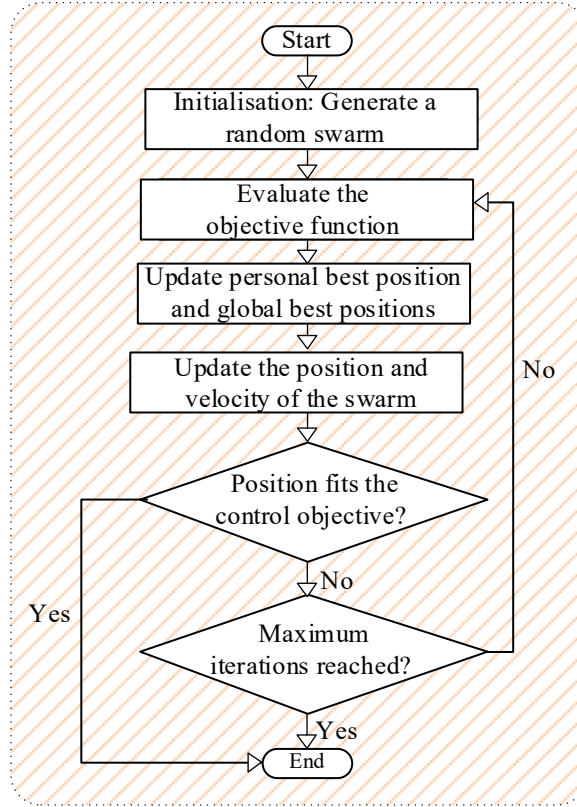 Start
Initialisation: Generate a
random swarm
Evaluate the
objective function
Update personal best position
and global best positions
Update the position and
velocity of the swarm
No
Position fits the
control objective?
No
Yes
Maximum
iterations reached?
Yes
End